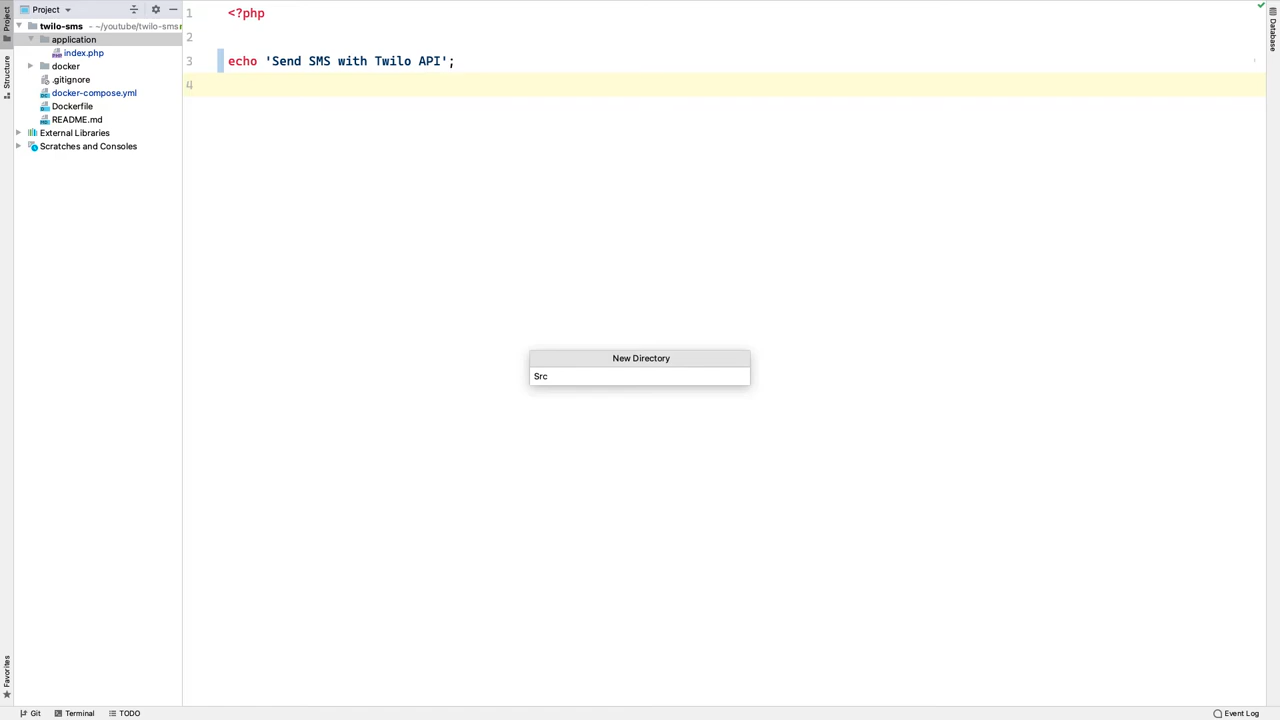 Project
Project
1
<?php
twilo-sms - ~/youtube/twilo-sms
application
2
index.php
3
echo 'Send SMS with Twilo API';
docker
.gitignore
4
docker-compose.yml
Dockerfile
README.md
External Libraries
Scratches and Consoles
Structure
Database
New Directory
Src
Favorites
Git
Terminal
TODO
Event Log